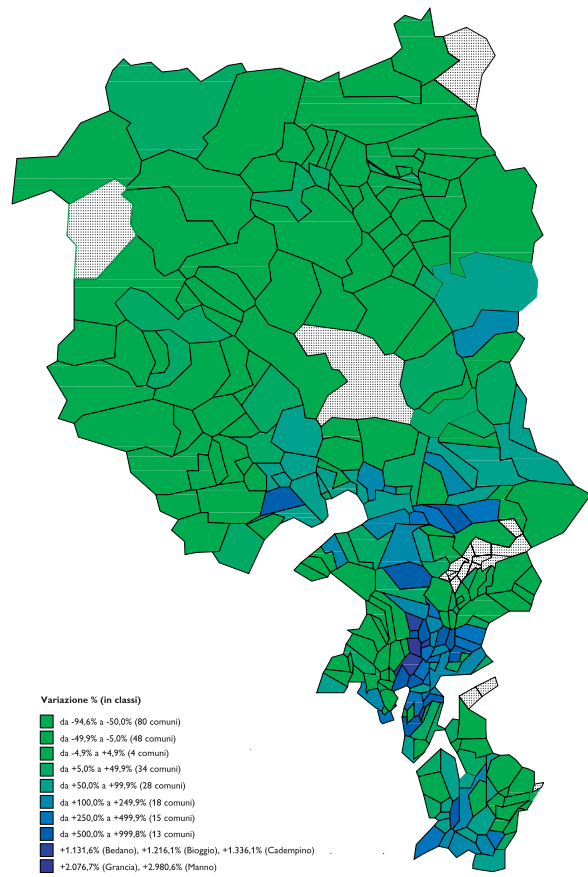 Variazione % (in classi)
da -94,6% a -50,0% (80 comuni)
da -49,9% a -5,0% (48 comuni)
da -4,9% a +4,9% (4 comuni)
da +5,0% a +49,9% (34 comuni)
da +50,0% a +99,9% (28 comuni)
da +100,0% a +249,9% (18 comuni)
da +250,0% a +499,9% (15 comuni)
da +500,0% a +999,8% (13 comuni)
+1.131,6% (Bedano), +1.216,1% (Bioggio), +1.336,1% (Cadempino)
+2.076,7% (Grancia), +2.980,6% (Manno)